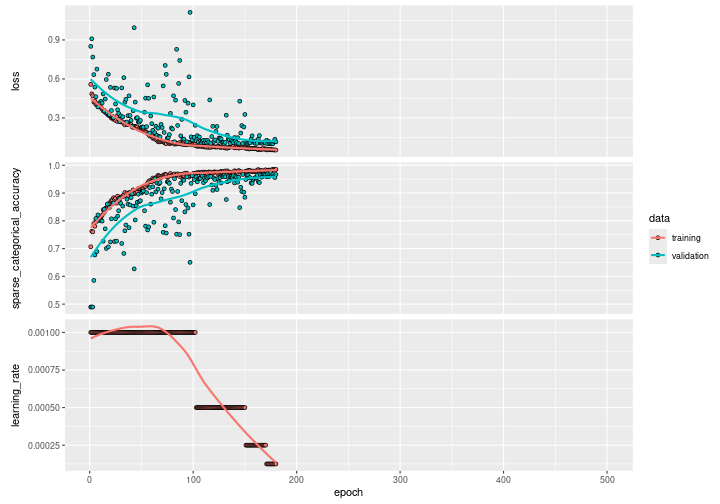 loss
0.9
0.6
0.3
sparse_categorical_accuracy
1.0
0.9
0.8
0.7
0.6
0.5
learning_rate
0.00100
0.00075
0.00050
0.00025
0 100 200 300 400 500
epoch
data
training
validation